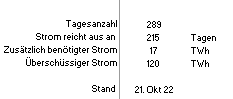 Tagesanzahl 289
Strom reicht aus an 215 Tagen
Zusätzlich benötigter Strom 17 TWh
Überschüssiger Strom 120 TWh
Stand 21. Okt 22